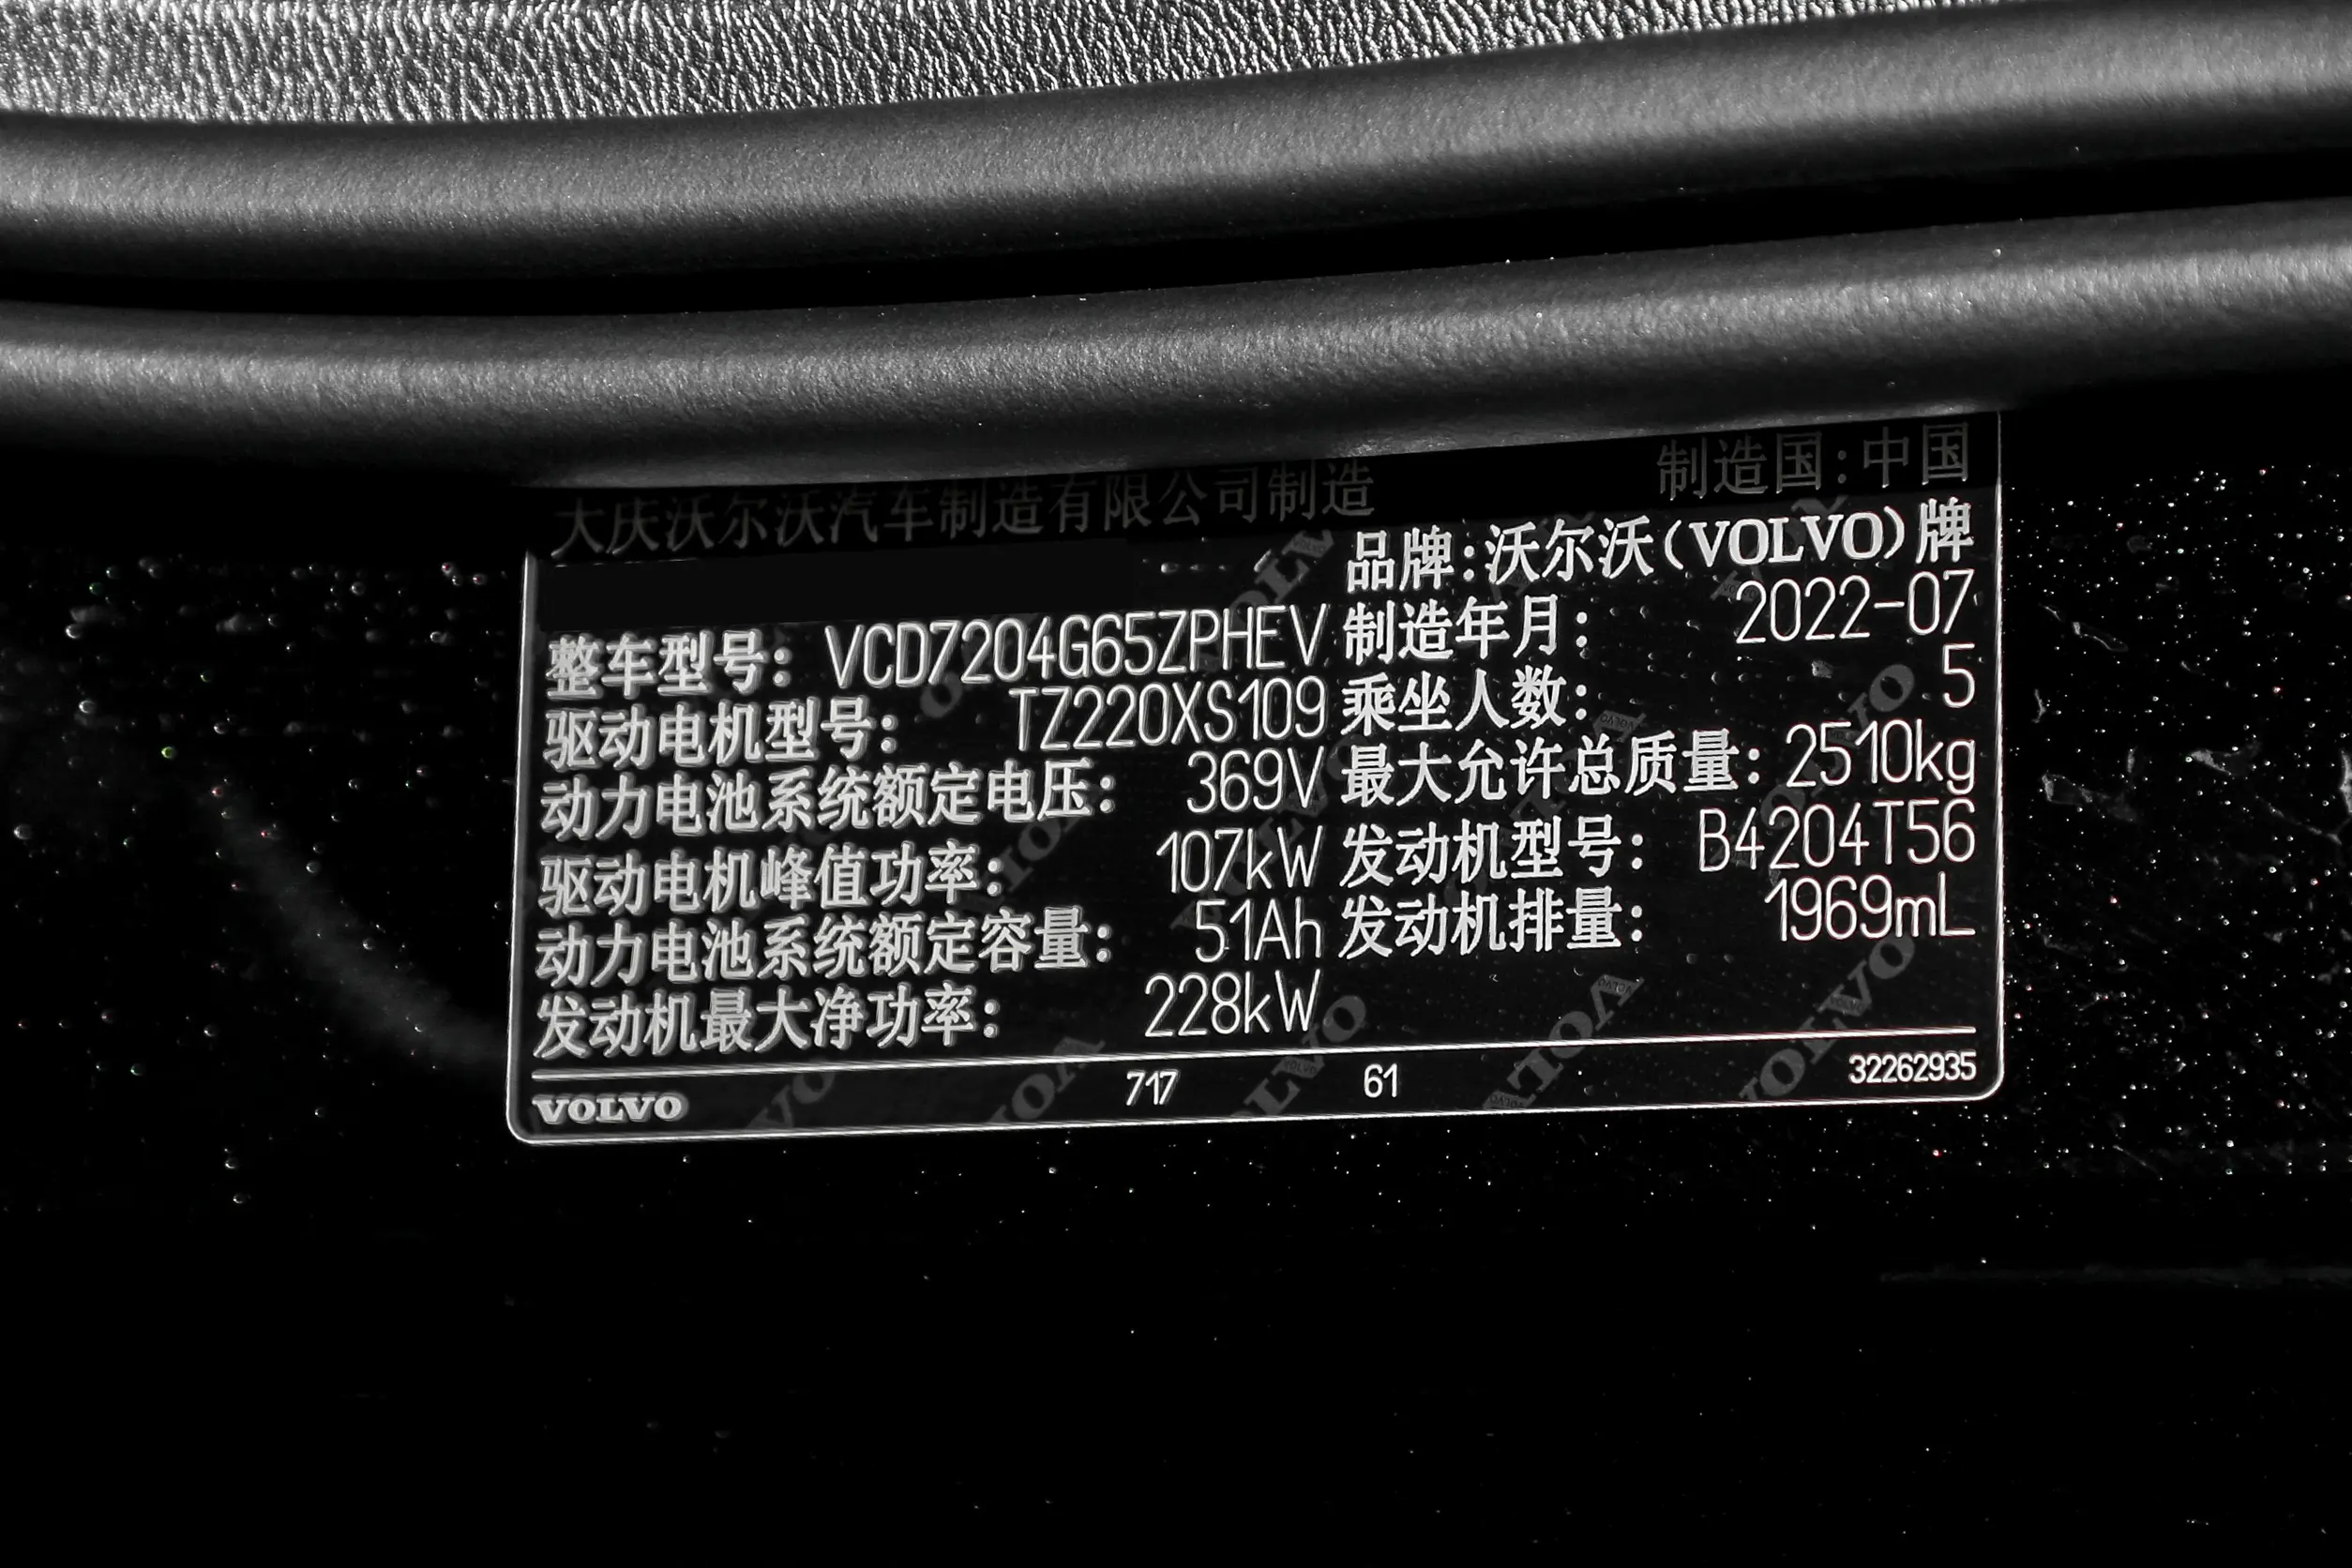 大庆沃尔沃汽车制造有限公司制造 制造国:中国
品牌:沃尔沃(VOLVO)牌
整车型号: VCD7204G65ZPHEV 制造年月: 2022-07
驱动电机型号: TZ220XS109 乘坐人数: 5
动力电池系统额定电压: 369V 最大允许总质量: 2510kg
驱动电机峰值功率: 107kW 发动机型号: B4204T56
动力电池系统额定容量: 51Ah 发动机排量: 1969mL
发动机最大净功率: 228kW
VOLVO 717 61 32262935